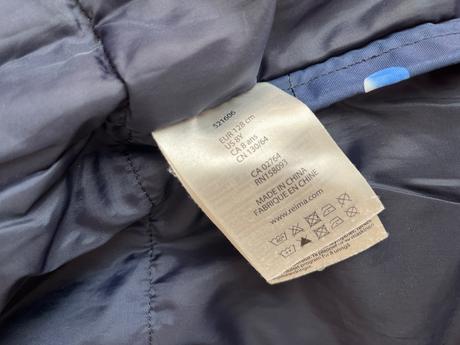 521606
EUR 128 cm
US 8Y
CA 8 ans
CN 130/64
CA 02764
RN158093
MADE IN CHINA
FABRIQUÉ EN CHINE
www.reima.com